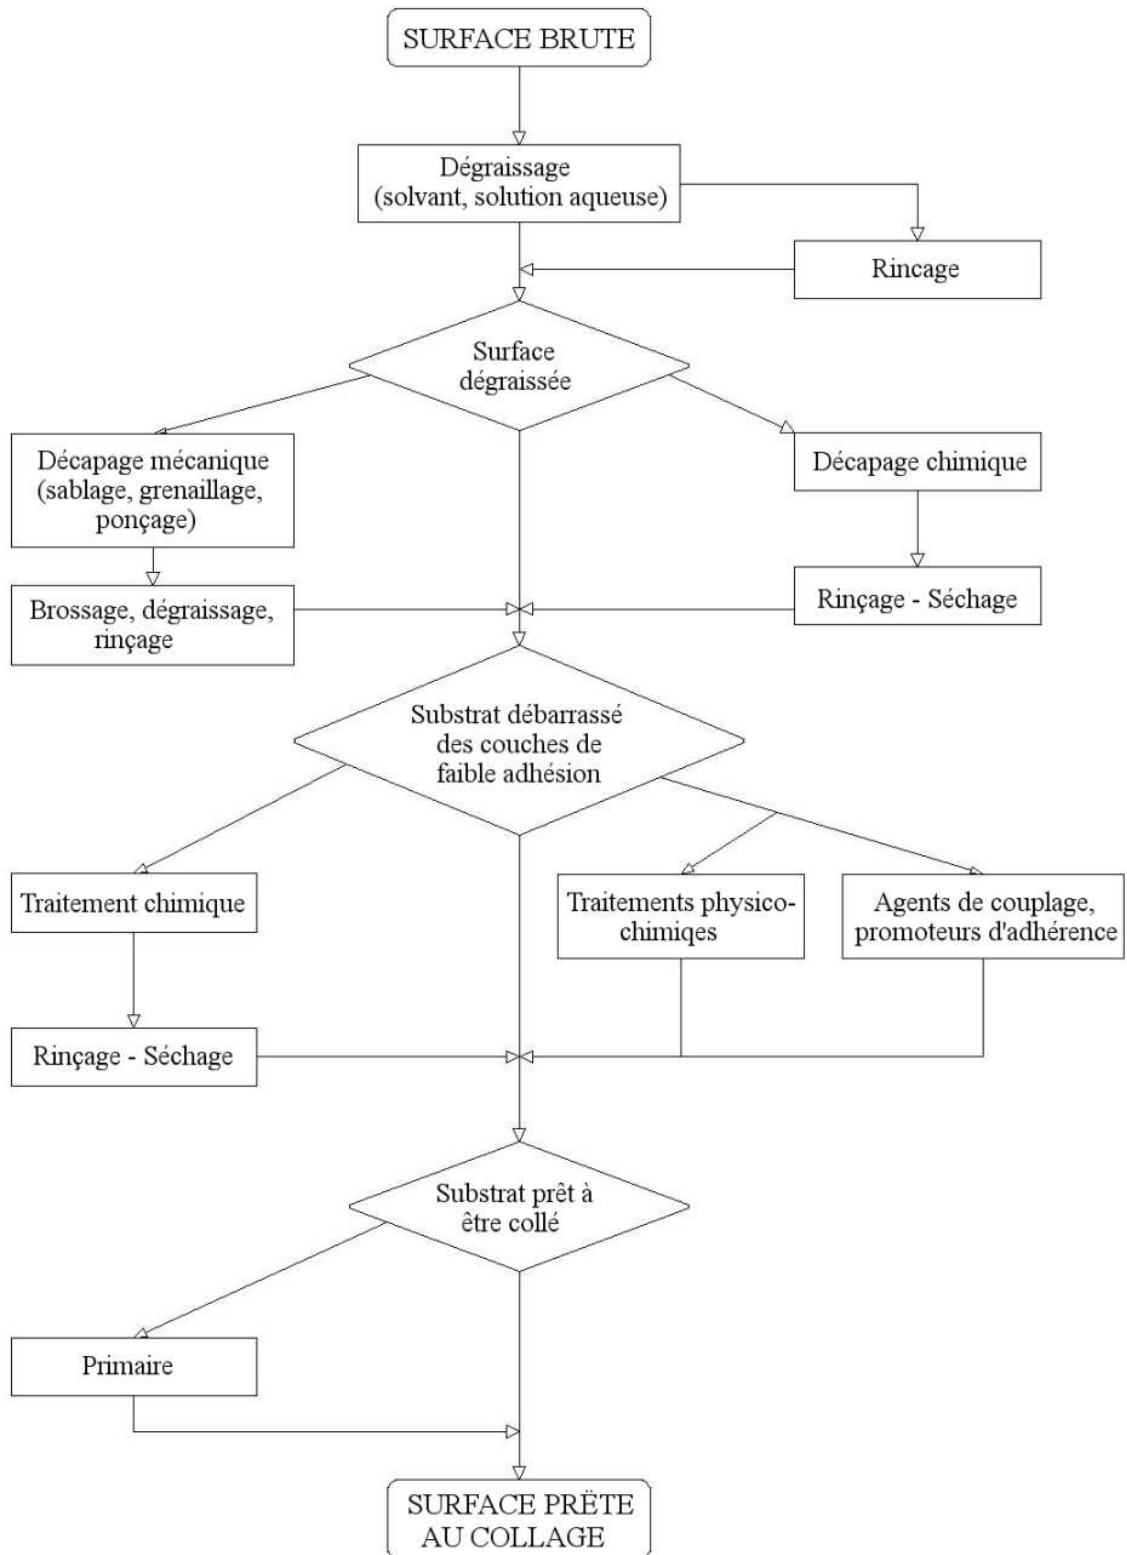 SURFACE BRUTE
Dégraissage
(solvant, solution aqueuse)
Rincage
Surface
dégraissée
Décapage mécanique
(sablage, grenaillage,
ponçage)
Décapage chimique
Brossage, dégraissage,
rinçage
Rinçage - Séchage
Substrat débarrassé
des couches de
faible adhésion
Traitement chimique
Traitements physico-
chimiqes
Agents de couplage,
promoteurs d'adhérence
Rinçage - Séchage
Substrat prêt à
être collé
Primaire
SURFACE PRËTE
AU COLLAGE